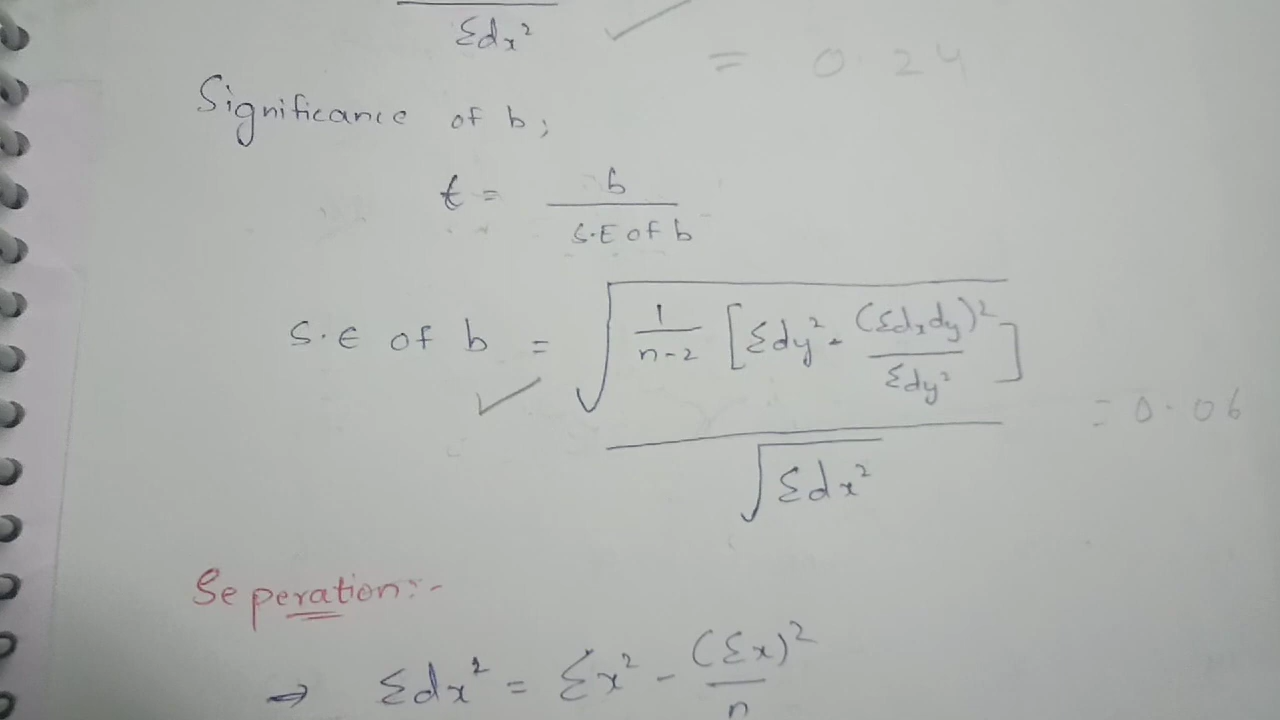 Σdx²
= 0.24
Significance of b;
t = b / S.E of b
S.E of b = √(1/n-2 [Σdy² - (Σdxdy)²/Σdy²]) / √Σdx² = 0.06
Seperation:-
⇒ Σdx² = Σx² - (Σx)²/n